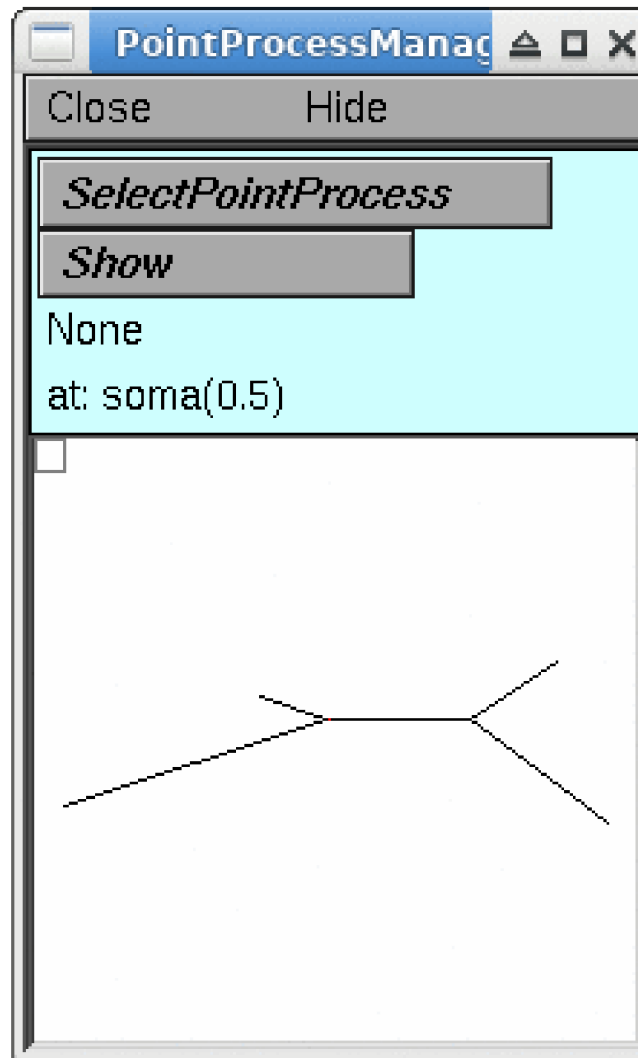 PointProcessManag
Close Hide
SelectPointProcess
Show
None
at: soma(0.5)